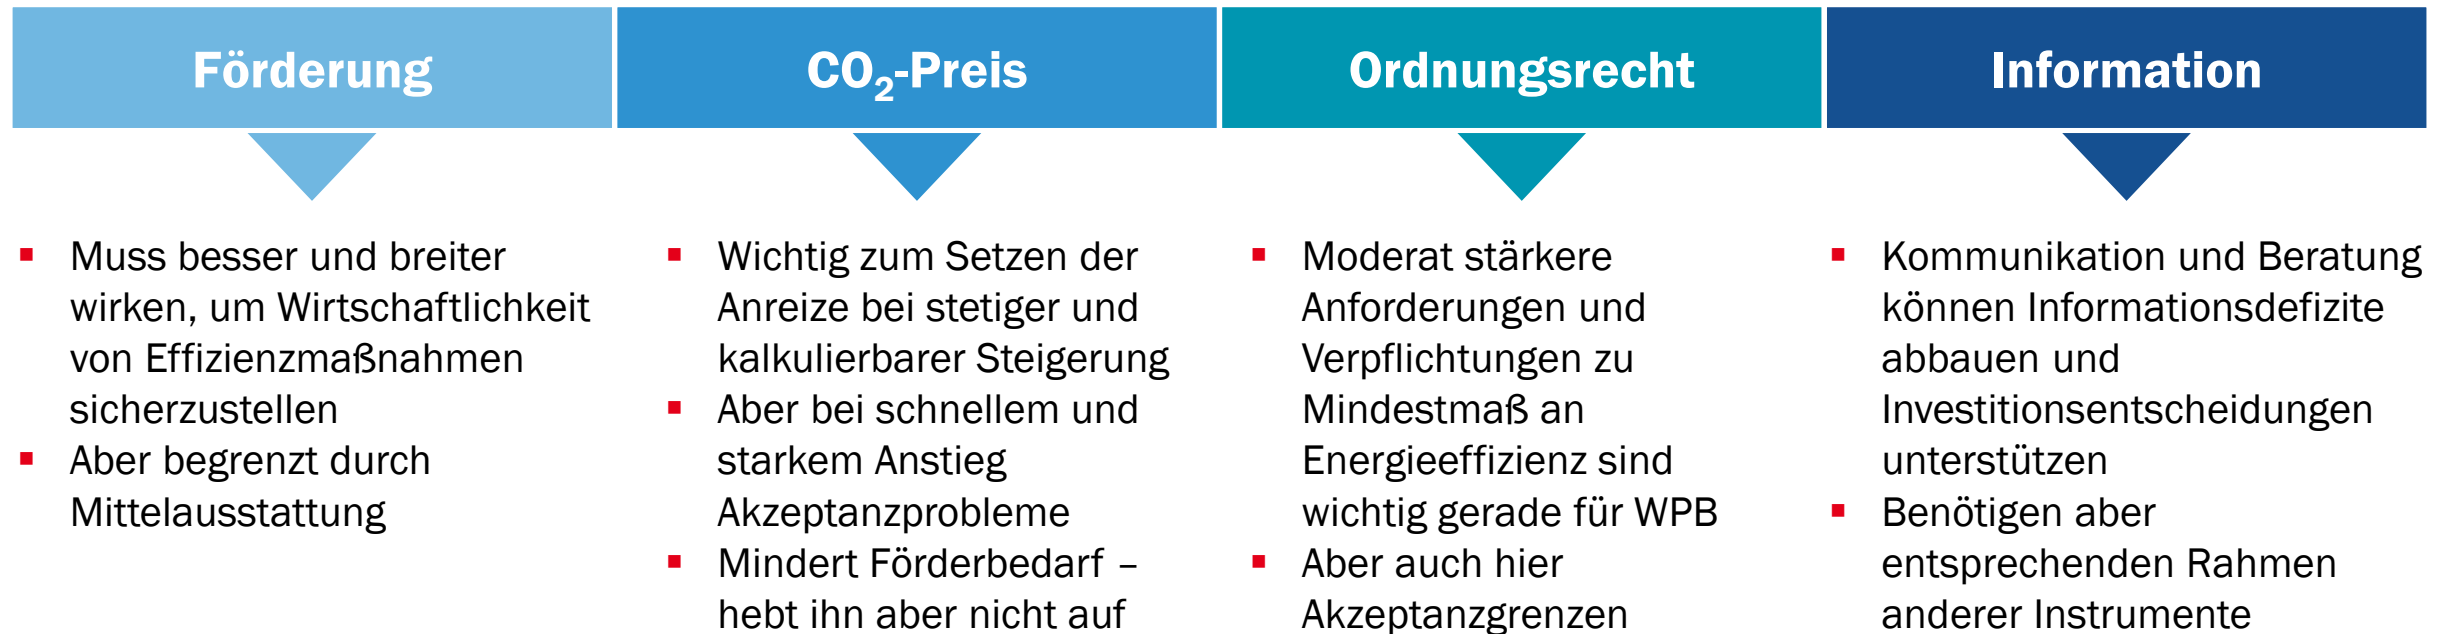 Förderung
Muss besser und breiter
wirken, um Wirtschaftlichkeit
von Effizienzmaßnahmen
sicherzustellen
Aber begrenzt durch
Mittelausstattung
CO₂-Preis
Wichtig zum Setzen der
Anreize bei stetiger und
kalkulierbarer Steigerung
Aber bei schnellem und
starkem Anstieg
Akzeptanzprobleme
Mindert Förderbedarf –
hebt ihn aber nicht auf
Ordnungsrecht
Moderat stärkere
Anforderungen und
Verpflichtungen zu
Mindestmaß an
Energieeffizienz sind
wichtig gerade für WPB
Aber auch hier
Akzeptanzgrenzen
Information
Kommunikation und Beratung
können Informationsdefizite
abbauen und
Investitionsentscheidungen
unterstützen
Benötigen aber
entsprechenden Rahmen
anderer Instrumente